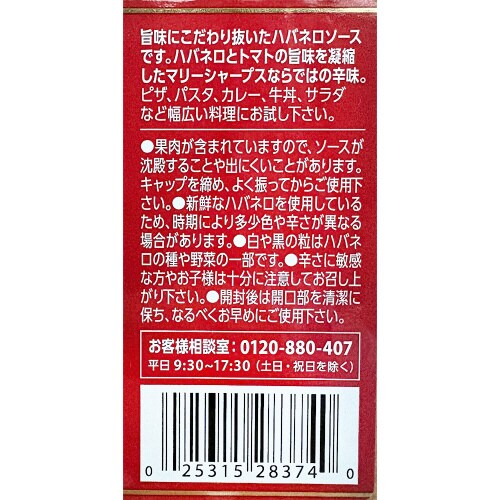 旨味にこだわり抜いたハバネロソース
です。ハバネロとトマトの旨味を凝縮
したマリーシャープスならではの辛味。
ピザ、パスタ、カレー、牛丼、サラダ
など幅広い料理にお試し下さい。
●果肉が含まれていますので、ソースが
沈殿することや出にくいことがあります。
キャップを締め、よく振ってからご使用下
さい。●新鮮なハバネロを使用している
ため、時期により多少色や辛さが異なる
場合があります。●白や黒の粒はハバネ
ロの種や野菜の一部です。●辛さに敏感
な方やお子様は十分に注意してお召し上
がり下さい。●開封後は開口部を清潔に
保ち、なるべくお早めにご使用下さい。
お客様相談室：0120-880-407
平日 9:30~17:30（土日・祝日を除く）
0 25315 28374 0